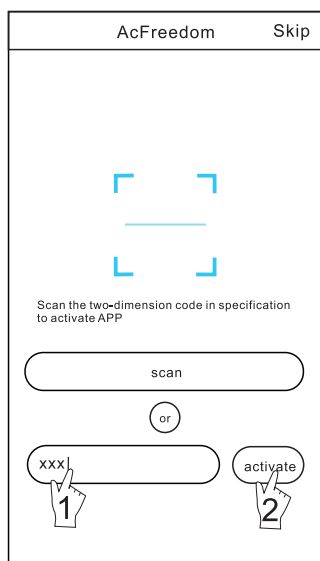 AcFreedom Skip
Scan the two-dimension code in specification
to activate APP
scan
or
xxx activate
1 2